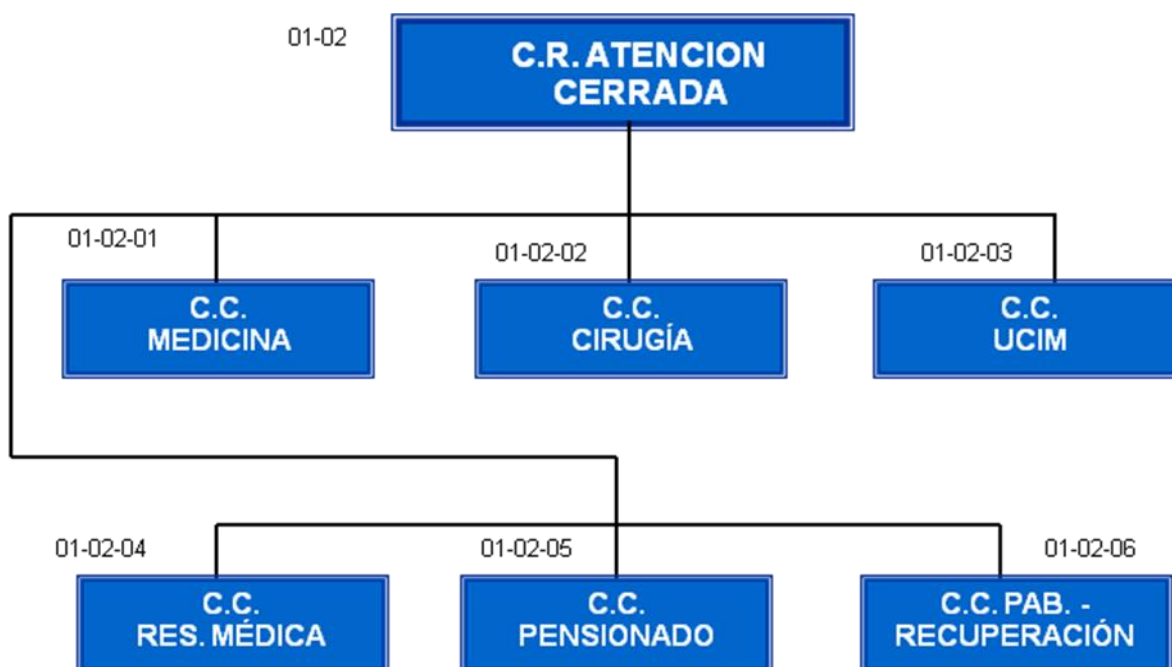 01-02
C.R. ATENCION
CERRADA
01-02-01
C.C.
MEDICINA
01-02-02
C.C.
CIRUGÍA
01-02-03
C.C.
UCIM
01-02-04
C.C.
RES. MÉDICA
01-02-05
C.C.
PENSIONADO
01-02-06
C.C. PAB. -
RECUPERACIÓN